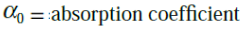 α₀ = absorption coefficient